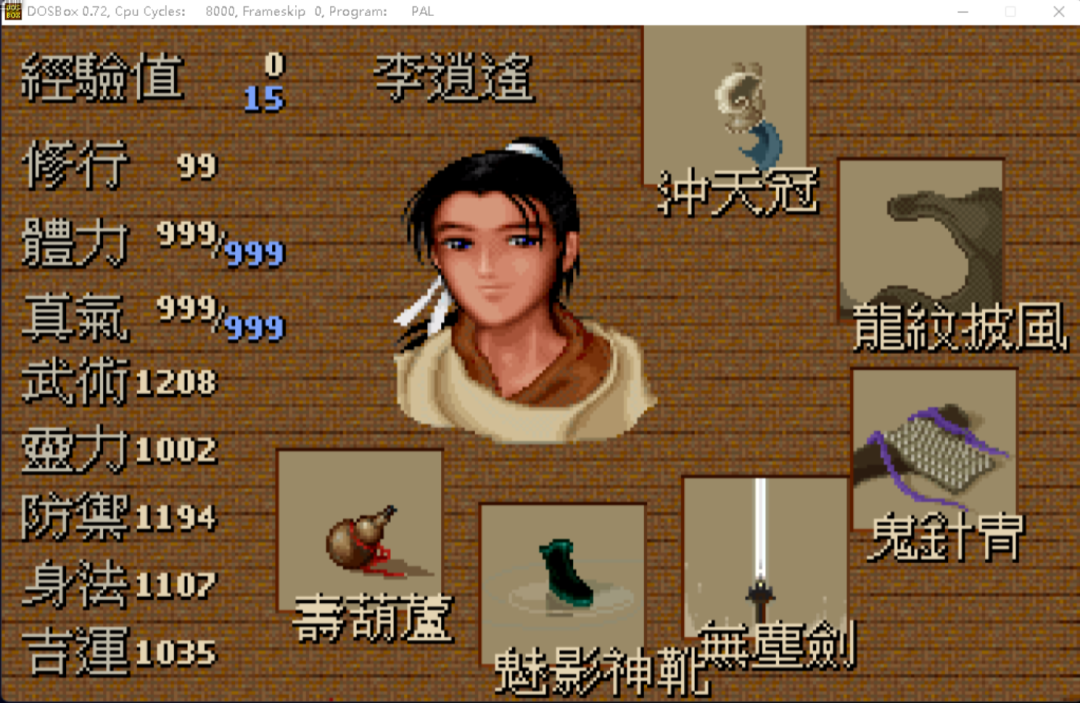 DOSBox 0.72, Cpu Cycles: 8000, Frameskip 0, Program: PAL
經驗值 0
15
李逍遙
修行 99
體力 999/999
真氣 999/999
武術 1208
靈力 1002
防禦 1194
身法 1107
吉運 1035
沖天冠
龍紋披風
鬼針冑
無塵劍
魅影神靴
壽葫蘆